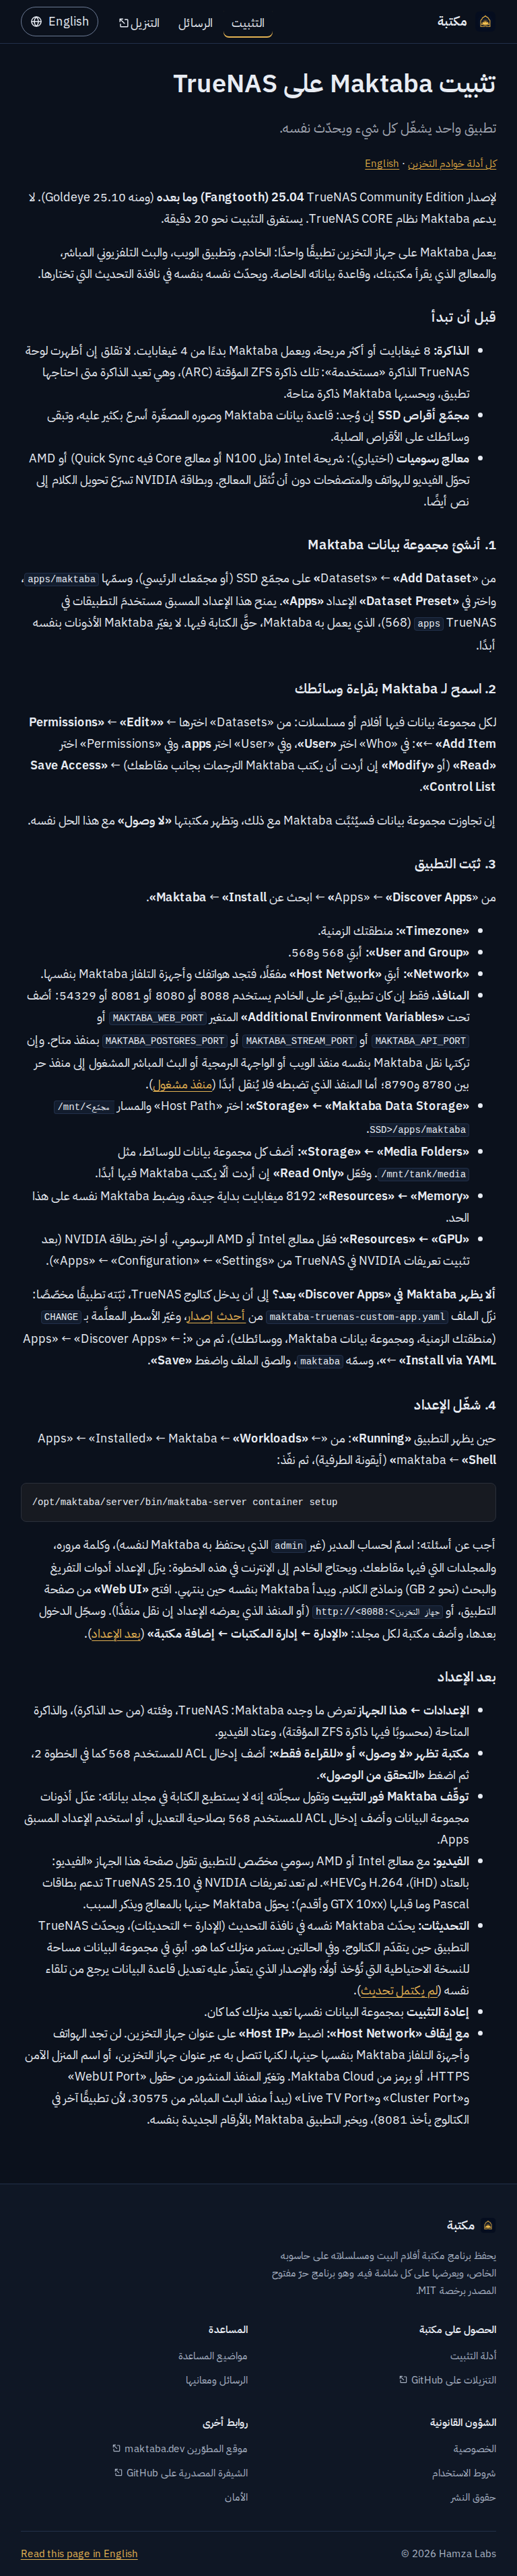 مكتبة
التثبيت
الرسائل
التنزيل
English
تثبيت Maktaba على TrueNAS
تطبيق واحد يشغّل كل شيء ويحدّث نفسه.
كل أدلة خوادم التخزين · English
لإصدار TrueNAS Community Edition 25.04 (Fangtooth) وما بعده (ومنه 25.10 Goldeye). لا
يدعم Maktaba نظام TrueNAS CORE. يستغرق التثبيت نحو 20 دقيقة.
يعمل Maktaba على جهاز التخزين تطبيقًا واحدًا: الخادم، وتطبيق الويب، والبث التلفزيوني المباشر،
والمعالج الذي يقرأ مكتبتك، وقاعدة بياناته الخاصة. ويحدّث نفسه بنفسه في نافذة التحديث التي تختارها.
قبل أن تبدأ
الذاكرة: 8 غيغابايت أو أكثر مريحة، ويعمل Maktaba بدءًا من 4 غيغابايت. لا تقلق إن أظهرت لوحة
TrueNAS الذاكرة «مستخدمة»: تلك ذاكرة ZFS المؤقتة (ARC)، وهي تعيد الذاكرة متى احتاجها
تطبيق، ويحسبها Maktaba ذاكرة متاحة.
مجمّع أقراص SSD إن وُجد: قاعدة بيانات Maktaba وصوره المصغّرة أسرع بكثير عليه، وتبقى
وسائطك على الأقراص الصلبة.
معالج رسوميات (اختياري): شريحة Intel (مثل N100 أو معالج Core فيه Quick Sync) أو AMD
تحوّل الفيديو للهواتف والمتصفحات دون أن تُثقل المعالج. وبطاقة NVIDIA تسرّع تحويل الكلام إلى
نص أيضًا.
1. أنشئ مجموعة بيانات Maktaba
من «Datasets» ← «Add Dataset» على مجمّع SSD (أو مجمّعك الرئيسي)، وسمّها apps/maktaba،
واختر في «Dataset Preset» الإعداد «Apps». يمنح هذا الإعداد المسبق مستخدمَ التطبيقات في
TrueNAS apps (568)، الذي يعمل به Maktaba، حقَّ الكتابة فيها. لا يغيّر Maktaba الأذونات بنفسه
أبدًا.
2. اسمح لـ Maktaba بقراءة وسائطك
لكل مجموعة بيانات فيها أفلام أو مسلسلات: من «Datasets» اخترها ← «Permissions» ← «Edit»
← «Add Item»: في «Who» اختر «User»، وفي «User» اختر apps، وفي «Permissions» اختر
«Read» (أو «Modify» إن أردت أن يكتب Maktaba الترجمات بجانب مقاطعك) ← «Save Access
Control List».
إن تجاوزت مجموعة بيانات فسيُثبَّت Maktaba مع ذلك، وتظهر مكتبتها «لا وصول» مع هذا الحل نفسه.
3. ثبّت التطبيق
من «Apps» ← «Discover Apps» ← ابحث عن Maktaba ← «Install».
«Timezone»: منطقتك الزمنية.
«User and Group»: أبقِ 568 و568.
«Network»: أبقِ «Host Network» مفعّلًا، فتجد هواتفك وأجهزة التلفاز Maktaba بنفسها.
المنافذ، فقط إن كان تطبيق آخر على الخادم يستخدم 8088 أو 8080 أو 8081 أو 54329: أضف
تحت «Additional Environment Variables» المتغير MAKTABA_WEB_PORT أو
MAKTABA_API_PORT أو MAKTABA_STREAM_PORT أو MAKTABA_POSTGRES_PORT بمنفذ متاح. وإن
تركتها نقل Maktaba بنفسه منفذ الويب أو الواجهة البرمجية أو البث المباشر المشغول إلى منفذ حر
بين 8780 و8790؛ أما المنفذ الذي تضبطه فلا يُنقل أبدًا (منفذ مشغول).
«Storage» ← «Maktaba Data Storage»: اختر «Host Path» والمسار /mnt/<مجمّع
SSD>/apps/maktaba.
«Storage» ← «Media Folders»: أضف كل مجموعة بيانات للوسائط، مثل
/mnt/tank/media. وفعّل «Read Only» إن أردت ألّا يكتب Maktaba فيها أبدًا.
«Resources» ← «Memory»: 8192 ميغابايت بداية جيدة، ويضبط Maktaba نفسه على هذا
الحد.
«Resources» ← «GPU»: فعّل معالج Intel أو AMD الرسومي، أو اختر بطاقة NVIDIA (بعد
تثبيت تعريفات NVIDIA في TrueNAS من «Apps» ← «Configuration» ← «Settings»).
ألا يظهر Maktaba في «Discover Apps» بعد؟ إلى أن يدخل كتالوج TrueNAS، ثبّته تطبيقًا مخصّصًا:
نزّل الملف maktaba-truenas-custom-app.yaml من أحدث إصدار، وغيّر الأسطر المعلَّمة بـ CHANGE
(منطقتك الزمنية، ومجموعة بيانات Maktaba، ووسائطك)، ثم من «Apps» ← «Discover Apps» ← ⋮
← «Install via YAML»، وسمّه maktaba، والصق الملف واضغط «Save».
4. شغّل الإعداد
حين يظهر التطبيق «Running»: من «Apps» ← «Installed» ← Maktaba ← «Workloads» ←
maktaba ← «Shell» (أيقونة الطرفية)، ثم نفّذ:
/opt/maktaba/server/bin/maktaba-server container setup
أجب عن أسئلته: اسمٌ لحساب المدير (غير admin الذي يحتفظ به Maktaba لنفسه)، وكلمة مروره،
والمجلدات التي فيها مقاطعك. ويحتاج الخادم إلى الإنترنت في هذه الخطوة: ينزّل الإعداد أدوات التفريغ
والبحث (نحو 2 GB) ونماذج الكلام. ويبدأ Maktaba بنفسه حين ينتهي. افتح «Web UI» من صفحة
التطبيق، أو http://<جهاز التخزين>:8088 (أو المنفذ الذي يعرضه الإعداد إن نقل منفذًا). وسجل الدخول
بعدها، وأضف مكتبة لكل مجلد: «الإدارة ← إدارة المكتبات ← إضافة مكتبة» (بعد الإعداد).
بعد الإعداد
الإعدادات ← هذا الجهاز تعرض ما وجده Maktaba: TrueNAS، وفئته (من حد الذاكرة)، والذاكرة
المتاحة (محسوبًا فيها ذاكرة ZFS المؤقتة)، وعتاد الفيديو.
مكتبة تظهر «لا وصول» أو «للقراءة فقط»: أضف إدخال ACL للمستخدم 568 كما في الخطوة 2،
ثم اضغط «التحقق من الوصول».
توقّف Maktaba فور التثبيت وتقول سجلّاته إنه لا يستطيع الكتابة في مجلد بياناته: عدّل أذونات
مجموعة البيانات وأضف إدخال ACL للمستخدم 568 بصلاحية التعديل، أو استخدم الإعداد المسبق
Apps.
الفيديو: مع معالج Intel أو AMD رسومي مخصّص للتطبيق تقول صفحة هذا الجهاز «الفيديو:
بالعتاد (iHD)، H.264 وHEVC». لم تعد تعريفات NVIDIA في TrueNAS 25.10 تدعم بطاقات
Pascal وما قبلها (GTX 10xx وأقدم): يحوّل Maktaba حينها بالمعالج ويذكر السبب.
التحديثات: يحدّث Maktaba نفسه في نافذة التحديث (الإدارة ← التحديثات)، ويحدّث TrueNAS
التطبيق حين يتقدّم الكتالوج. وفي الحالتين يستمر منزلك كما هو. أبقِ في مجموعة البيانات مساحة
للنسخة الاحتياطية التي تُؤخذ أولًا؛ والإصدار الذي يتعذّر عليه تعديل قاعدة البيانات يرجع من تلقاء
نفسه (لم يكتمل تحديث).
إعادة التثبيت بمجموعة البيانات نفسها تعيد منزلك كما كان.
مع إيقاف «Host Network»: اضبط «Host IP» على عنوان جهاز التخزين. لن تجد الهواتف
وأجهزة التلفاز Maktaba بنفسها حينها، لكنها تتصل به عبر عنوان جهاز التخزين، أو اسم المنزل الآمن
HTTPS، أو برمز من Maktaba Cloud. وتغيّر المنفذ المنشور من حقول «WebUI Port»
و«Cluster Port» و«Live TV Port» (يبدأ منفذ البث المباشر من 30575، لأن تطبيقًا آخر في
الكتالوج يأخذ 8081)، ويخبر التطبيق Maktaba بالأرقام الجديدة بنفسه.
مكتبة
يحفظ برنامج مكتبة أفلام البيت ومسلسلاته على حاسوبه
الخاص، ويعرضها على كل شاشة فيه. وهو برنامج حرّ مفتوح
المصدر برخصة MIT.
الحصول على مكتبة
أدلة التثبيت
التنزيلات على GitHub
المساعدة
مواضيع المساعدة
الرسائل ومعانيها
الشؤون القانونية
الخصوصية
شروط الاستخدام
حقوق النشر
روابط أخرى
موقع المطوّرين maktaba.dev
الشيفرة المصدرية على GitHub
الأمان
© 2026 Hamza Labs
Read this page in English